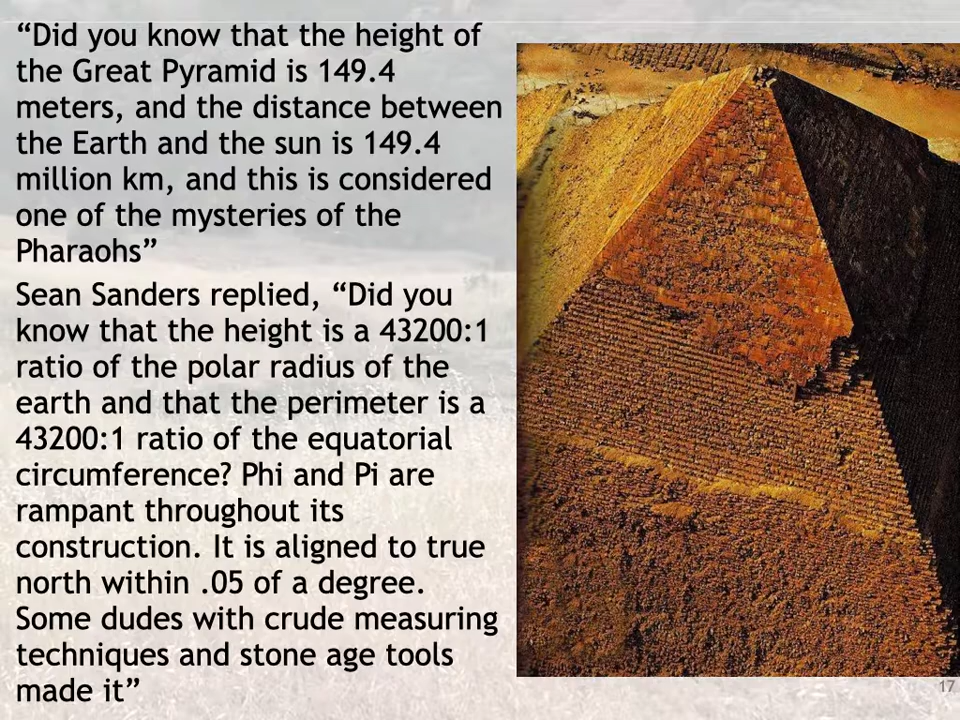 “Did you know that the height of
the Great Pyramid is 149.4
meters, and the distance between
the Earth and the sun is 149.4
million km, and this is considered
one of the mysteries of the
Pharaohs”
Sean Sanders replied, “Did you
know that the height is a 43200:1
ratio of the polar radius of the
earth and that the perimeter is a
43200:1 ratio of the equatorial
circumference? Phi and Pi are
rampant throughout its
construction. It is aligned to true
north within .05 of a degree.
Some dudes with crude measuring
techniques and stone age tools
made it”
17